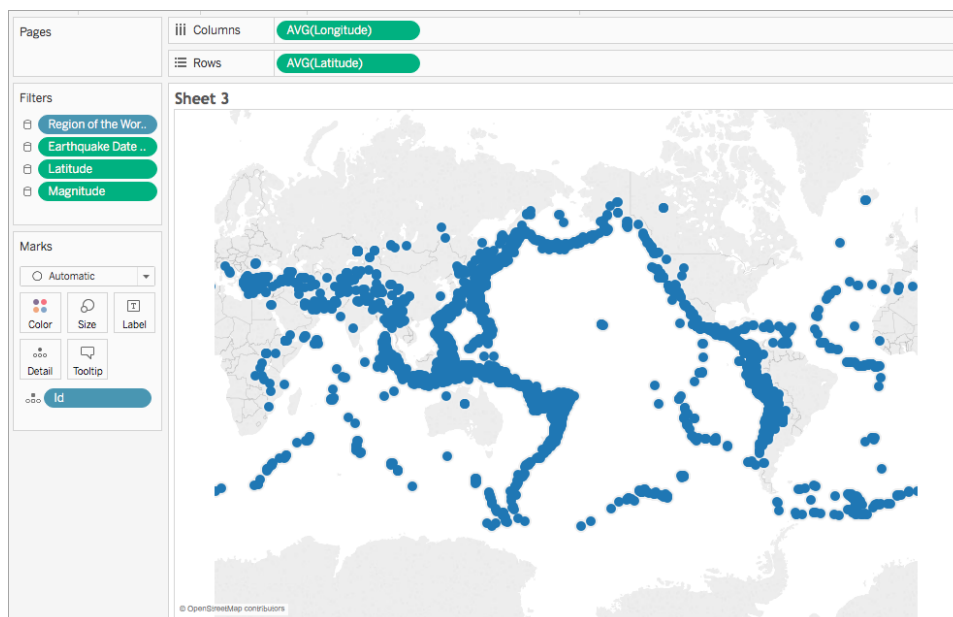 Pages
Columns
AVG(Longitude)
Rows
AVG(Latitude)
Filters
Region of the Wor..
Earthquake Date ..
Latitude
Magnitude
Marks
Automatic
Color
Size
T
Label
Detail
Tooltip
Id
Sheet 3
© OpenStreetMap contributors